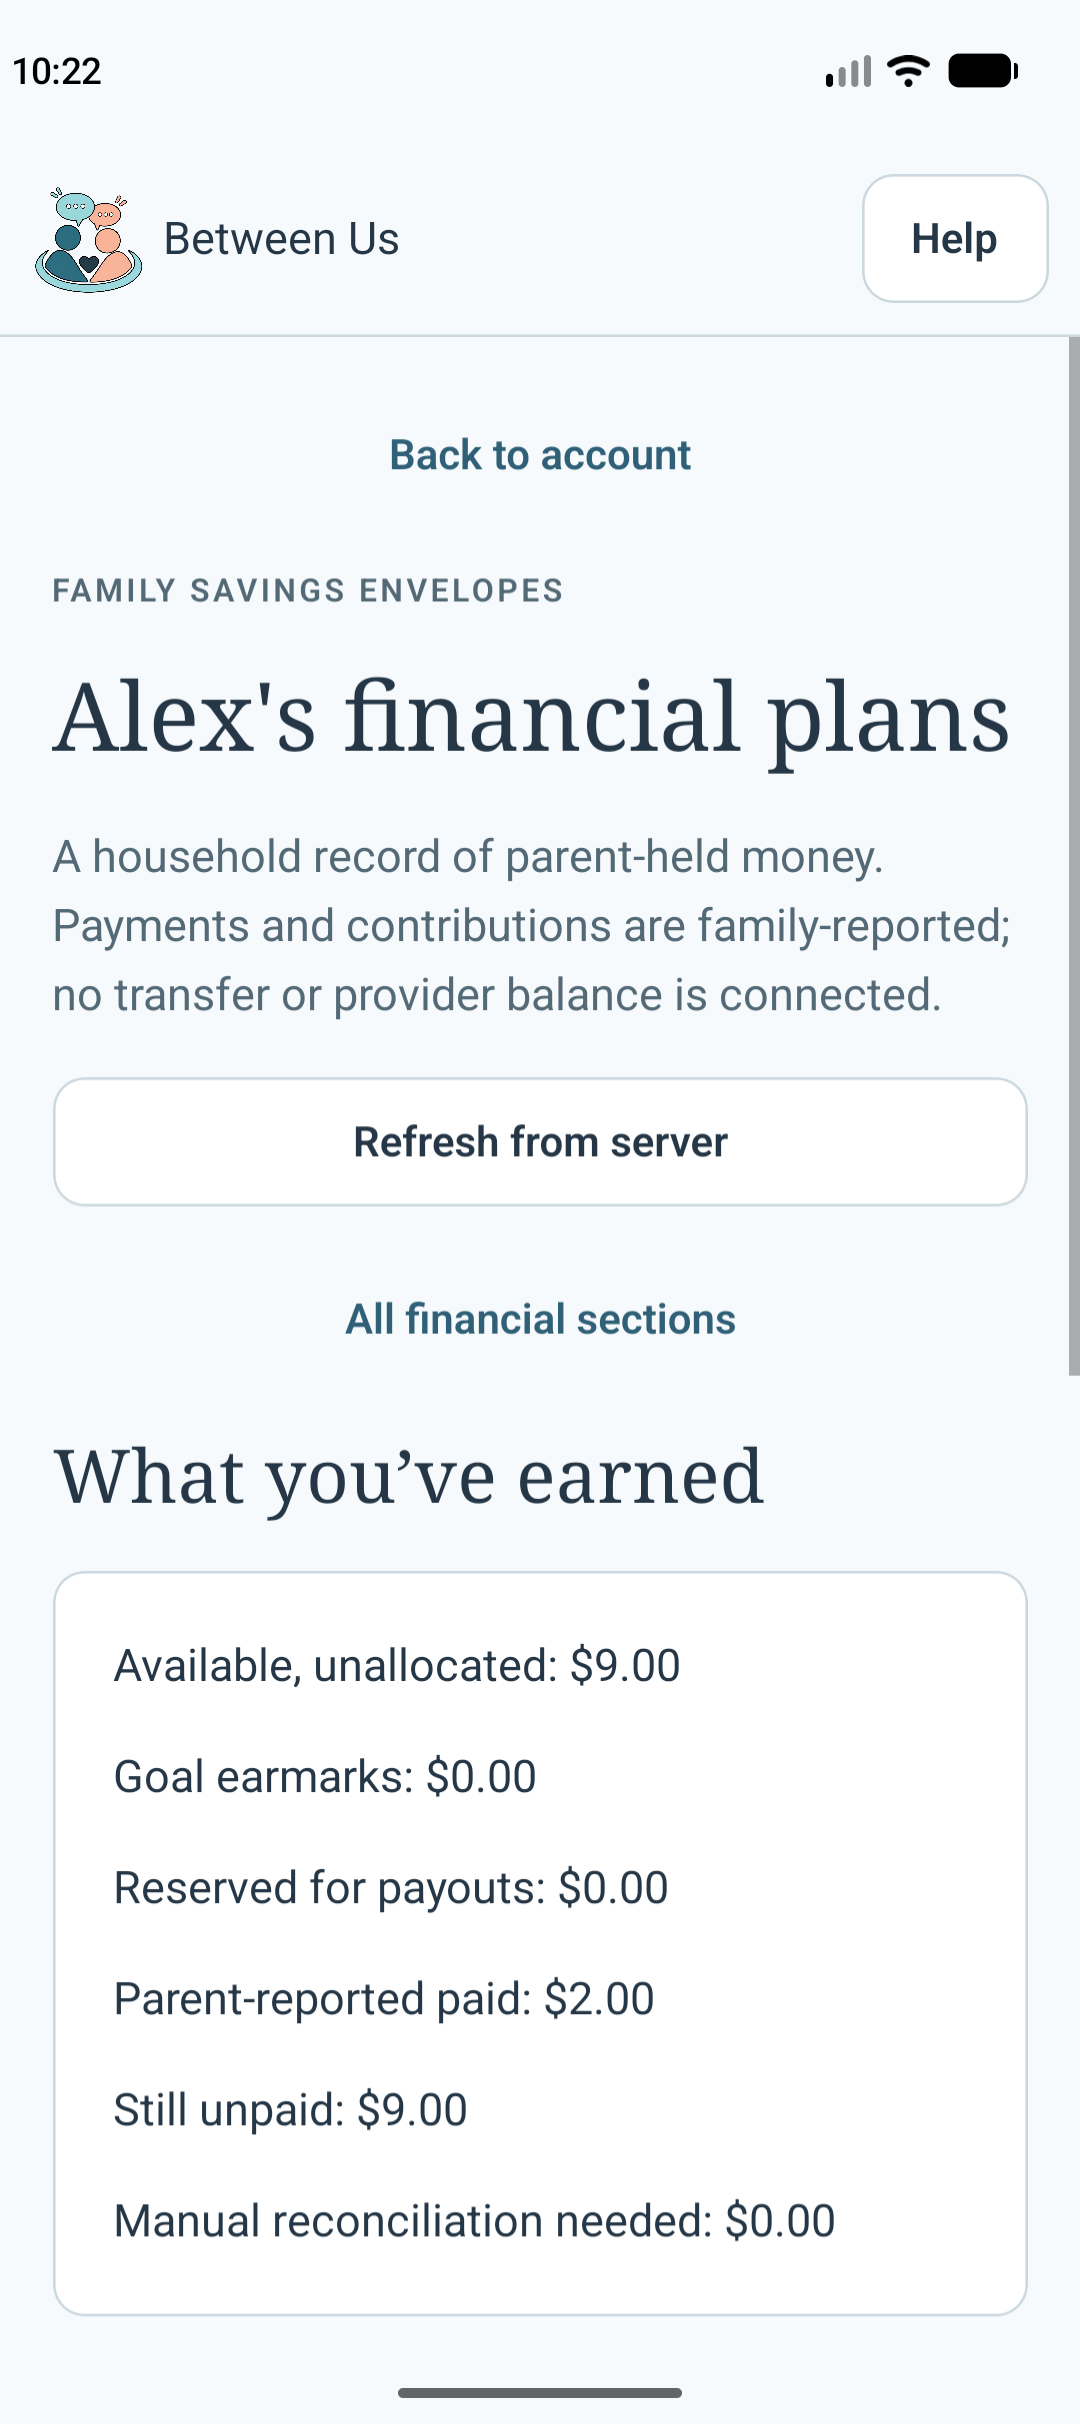 10:22
Between Us
Help
Back to account
FAMILY SAVINGS ENVELOPES
Alex's financial plans
A household record of parent-held money.
Payments and contributions are family-reported;
no transfer or provider balance is connected.
Refresh from server
All financial sections
What you’ve earned
Available, unallocated: $9.00
Goal earmarks: $0.00
Reserved for payouts: $0.00
Parent-reported paid: $2.00
Still unpaid: $9.00
Manual reconciliation needed: $0.00